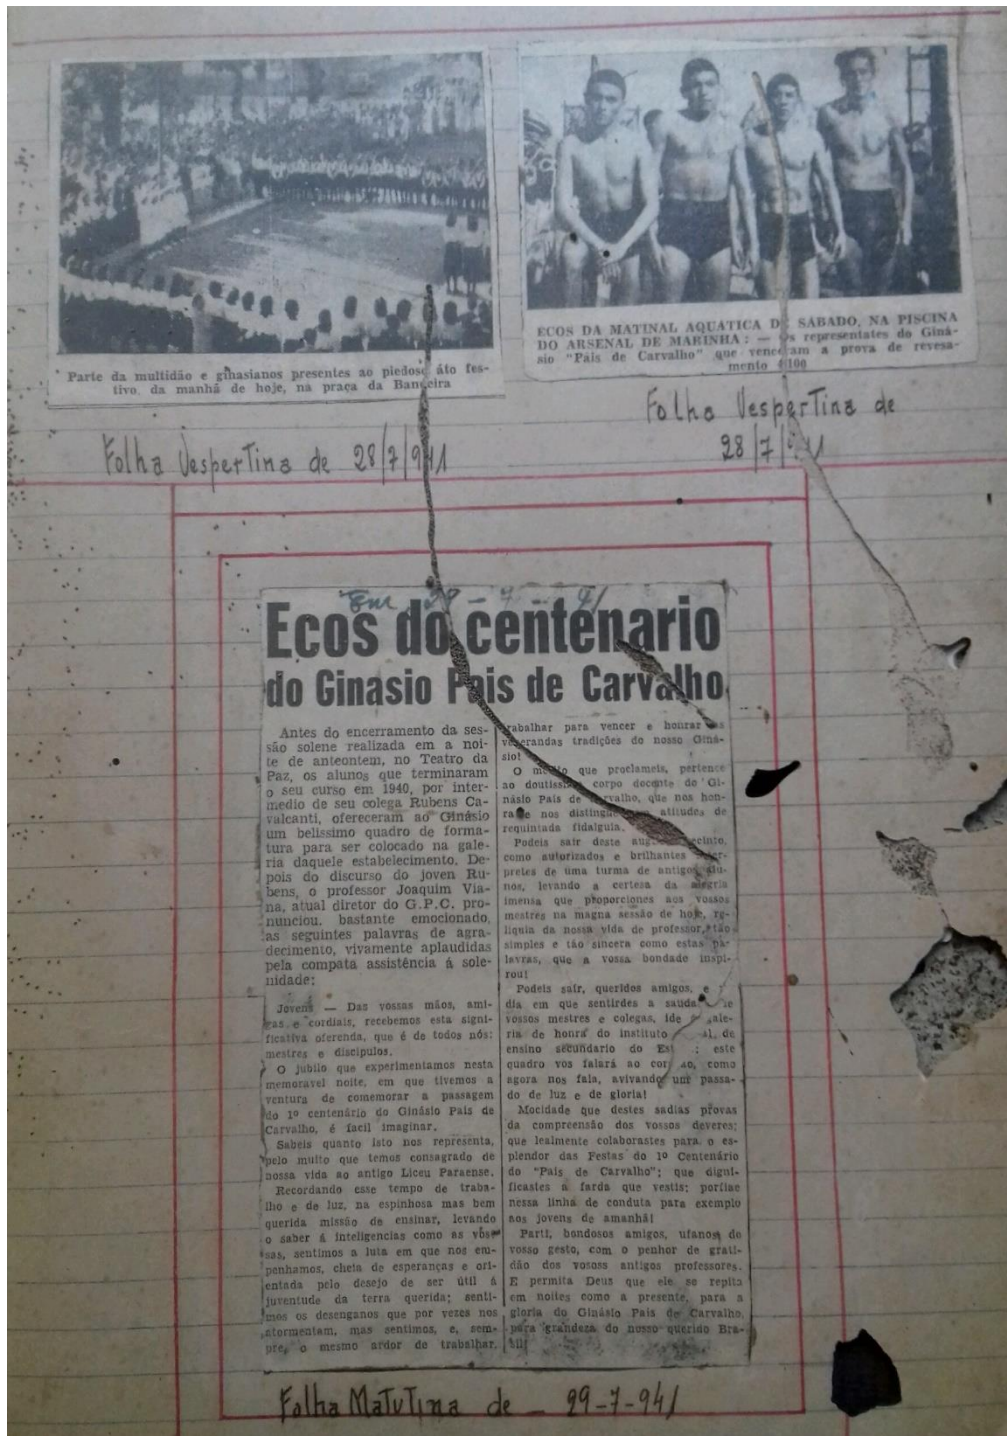 Parte da multidão e ginasianos presentes ao piedoso áto fes-
tivo, da manhã de hoje, na praça da Bandeira
Folha Vespertina de 28/7/941
ECOS DA MATINAL AQUATICA DE SÁBADO, NA PISCINA
DO ARSENAL DE MARINHA: — Os representates do Giná-
sio "Pais de Carvalho" que venceram a prova de revesa-
mento 4x100
Folha Vespertina de
28/7/941
Em 29-7-41
Ecos do centenario
do Ginasio Pais de Carvalho
Antes do encerramento da ses-
são solene realizada em a noi-
te de anteontem, no Teatro da
Paz, os alunos que terminaram
o seu curso em 1940, por inter-
medio de seu colega Rubens Ca-
valcanti, ofereceram ao Ginásio
um belissimo quadro de forma-
tura para ser colocado na gale-
ria daquele estabelecimento. De-
pois do discurso do joven Ru-
bens, o professor Joaquim Via-
na, atual diretor do G.P.C. pro-
nunciou, bastante emocionado,
as seguintes palavras de agra-
decimento, vivamente aplaudidas
pela compata assistência á sole-
nidade:
Jovens — Das vossas mãos, ami-
gas e cordiais, recebemos esta signi-
ficativa oferenda, que é de todos nós:
mestres e discipulos.
O jubilo que experimentamos nesta
memoravel noite, em que tivemos a
ventura de comemorar a passagem
do 1º centenário do Ginásio Pais de
Carvalho, é facil imaginar.
Sabeis quanto isto nos representa,
pelo muito que temos consagrado de
nossa vida ao antigo Liceu Paraense.
Recordando esse tempo de traba-
lho e de luz, na espinhosa mas bem
querida missão de ensinar, levando
o saber á inteligencias como as vos-
sas, sentimos a luta em que nos em-
penhamos, cheia de esperanças e ori-
entada pelo desejo de ser útil á
juventude da terra querida; senti-
mos os desenganos que por vezes nos
atormentam, mas sentimos, e, sem-
pre, o mesmo ardor de trabalhar,
trabalhar para vencer e honrar as
venerandas tradições do nosso Giná-
sio!
O mérito que proclameis, pertence
ao doutissimo corpo docente do Gi-
násio Pais de Carvalho, que nos hon-
ra e nos distingue com atitudes de
requintada fidalguia.
Podeis sair deste augusto recinto,
como autorizados e brilhantes inter-
pretes de uma turma de antigos alu-
nos, levando a certeza da alegria
imensa que proporciones aos vossos
mestres na magna sessão de hoje, re-
liquia da nossa vida de professor, tão
simples e tão sincera como estas pa-
lavras, que a vossa bondade inspi-
rou!
Podeis sair, queridos amigos, e
dia em que sentirdes a saudade
vossos mestres e colegas, ide gale-
ria de honra do instituto de
ensino secundario do Est : este
quadro vos falará ao coração, como
agora nos fala, avivando um passa-
do de luz e de gloria!
Mocidade que destes sadias provas
da compreensão dos vossos deveres;
que lealmente colaborastes para o es-
plendor das Festas do 1º Centenário
do "Pais de Carvalho"; que digni-
ficastes a farda que vestis; porfiae
nessa linha de conduta para exemplo
aos jovens de amanhã!
Parti, bondosos amigos, ufanos do
vosso gesto, com o penhor de grati-
dão dos vososs antigos professores.
E permita Deus que ele se repita
em noites como a presente, para a
gloria do Ginásio Pais de Carvalho,
para grandeza do nosso querido Bra-
sil!
Folha Matutina de – 29-7-941